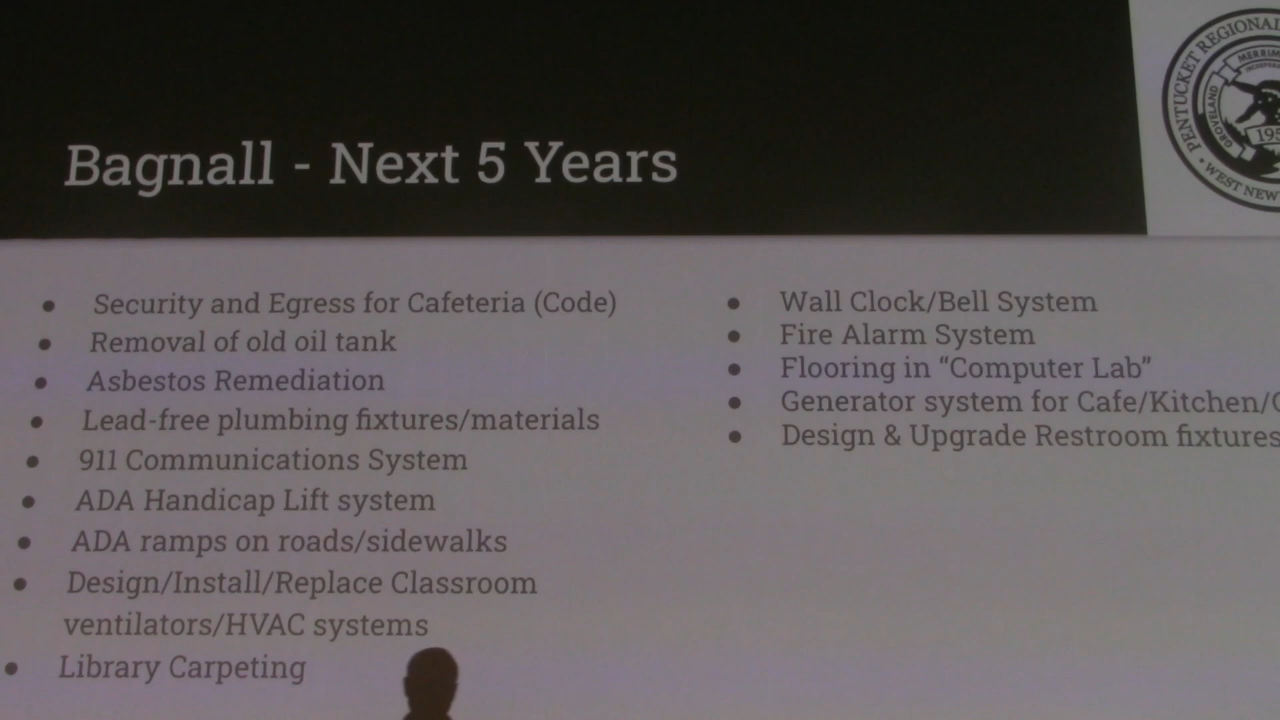 Bagnall - Next 5 Years
PENTUCKET REGIONAL
GROVELAND
• WEST
● Security and Egress for Cafeteria (Code)
● Removal of old oil tank
● Asbestos Remediation
● Lead-free plumbing fixtures/materials
● 911 Communications System
● ADA Handicap Lift system
● ADA ramps on roads/sidewalks
● Design/Install/Replace Classroom
ventilators/HVAC systems
● Library Carpeting
● Wall Clock/Bell System
● Fire Alarm System
● Flooring in “Computer Lab”
● Generator system for Cafe/Kitchen/
● Design & Upgrade Restroom fixtures